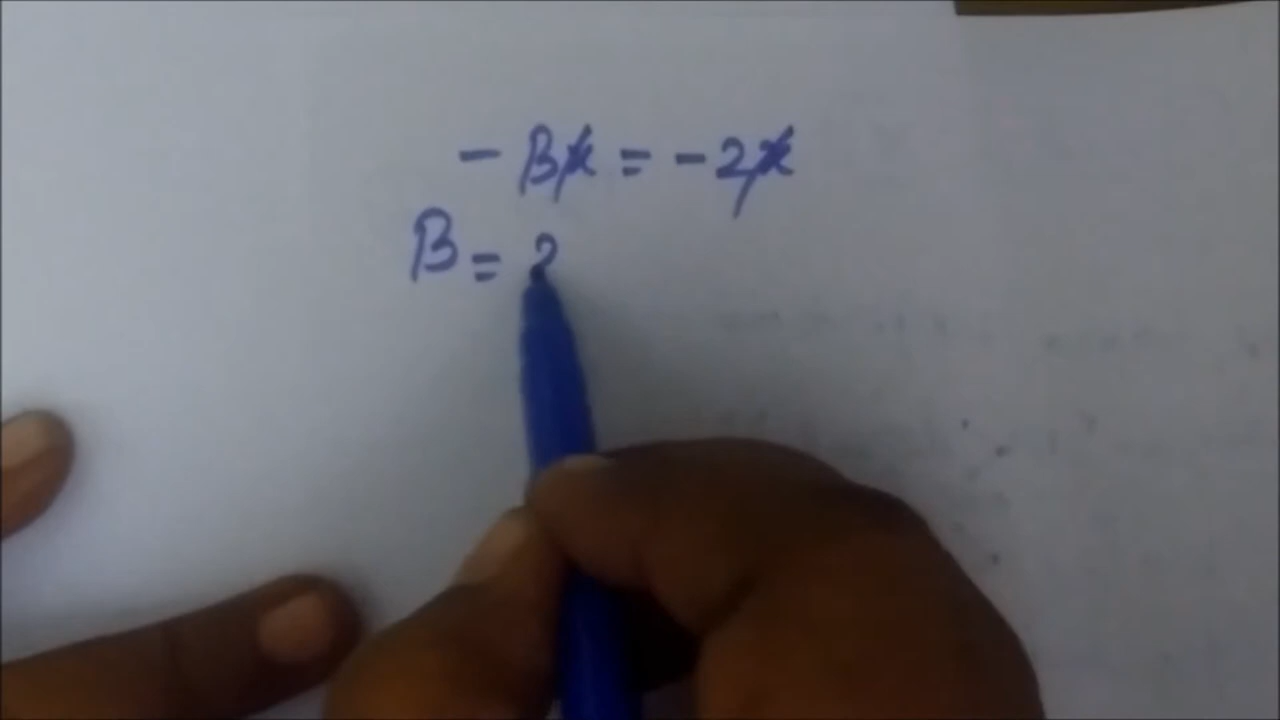 - Bx = - 2x
B = 2